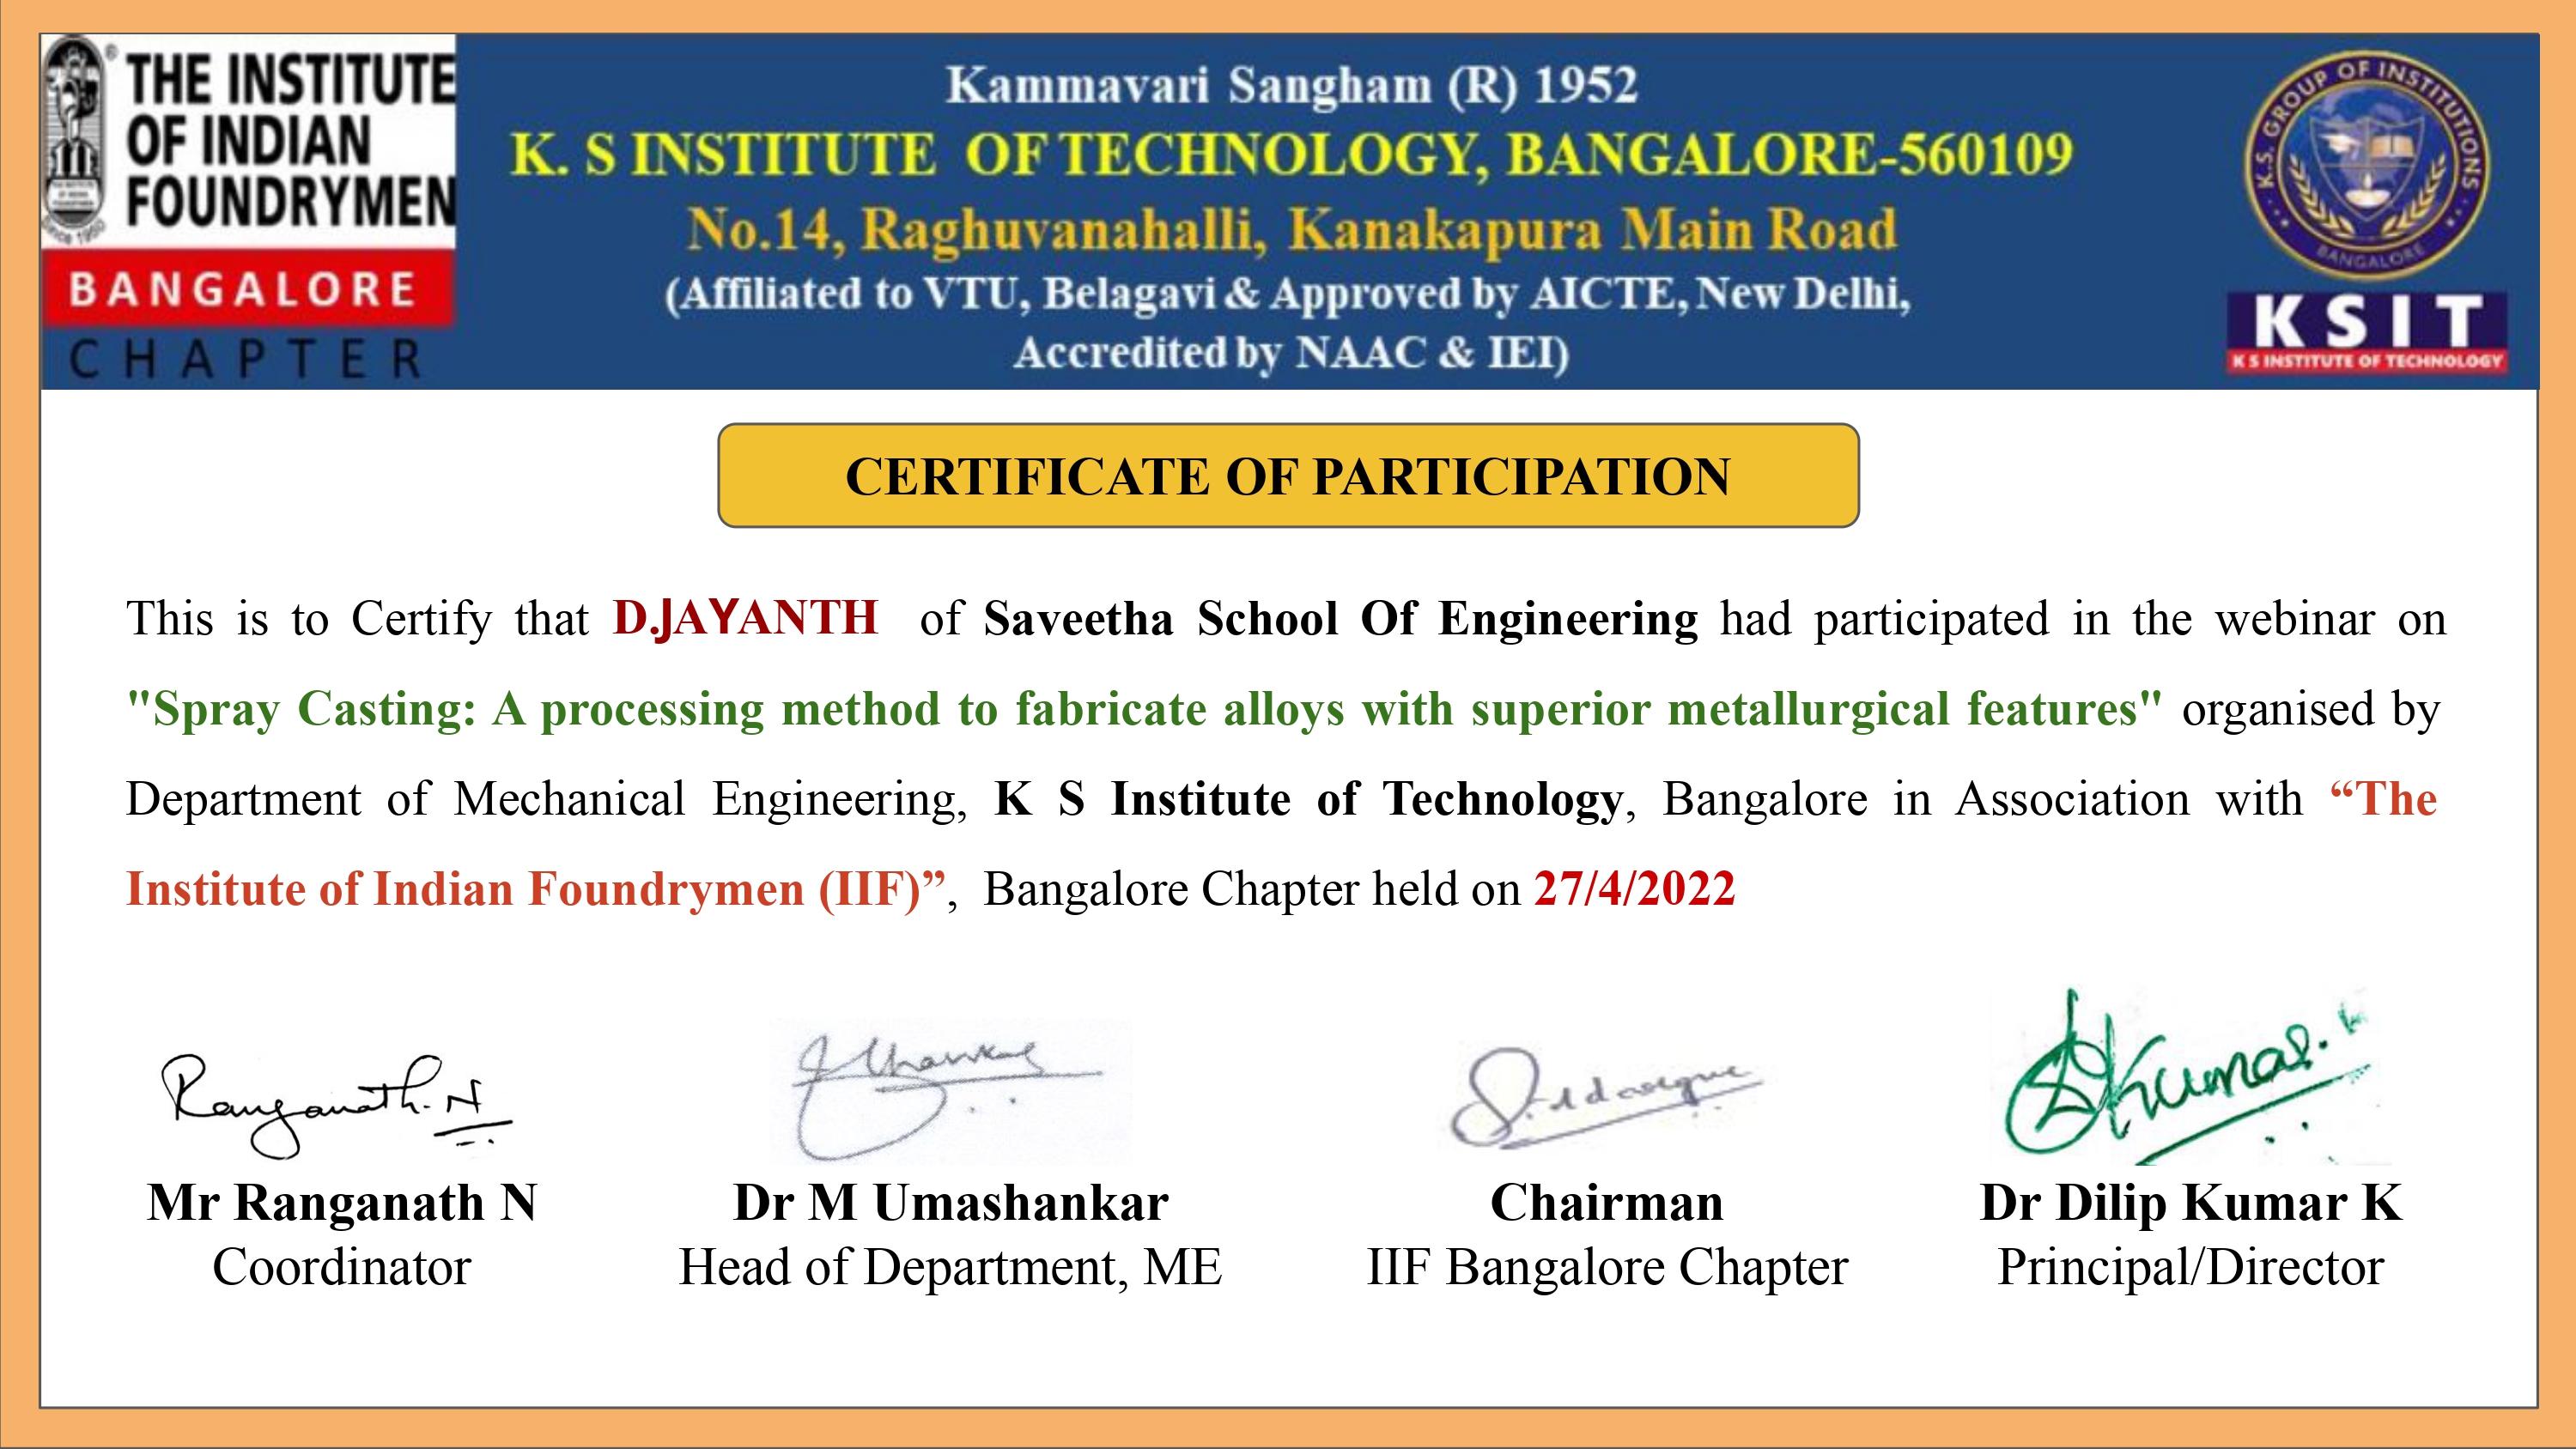 THE INSTITUTE
OF INDIAN
FOUNDRYMEN
®
Since 1950
BANGALORE
CHAPTER
Kammavari Sangham (R) 1952
K. S INSTITUTE OF TECHNOLOGY, BANGALORE-560109
No.14, Raghuvanahalli, Kanakapura Main Road
(Affiliated to VTU, Belagavi & Approved by AICTE, New Delhi,
Accredited by NAAC & IEI)
K.S. GROUP OF INSTITUTIONS
BANGALORE
KSIT
K S INSTITUTE OF TECHNOLOGY
CERTIFICATE OF PARTICIPATION
This is to Certify that D.JAYANTH of Saveetha School Of Engineering had participated in the webinar on
"Spray Casting: A processing method to fabricate alloys with superior metallurgical features" organised by
Department of Mechanical Engineering, K S Institute of Technology, Bangalore in Association with “The
Institute of Indian Foundrymen (IIF)”, Bangalore Chapter held on 27/4/2022
Ranganath. N
Kumar. K
Mr Ranganath N
Coordinator
Dr M Umashankar
Head of Department, ME
Chairman
IIF Bangalore Chapter
Dr Dilip Kumar K
Principal/Director